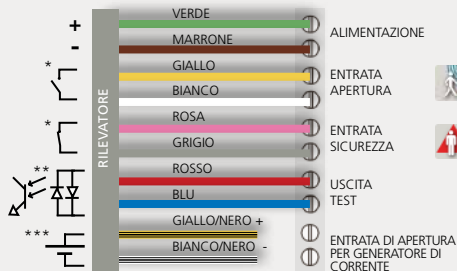 VERDE
+
ALIMENTAZIONE
MARRONE
-
GIALLO
*
ENTRATA
APERTURA
BIANCO
ROSA
*
ENTRATA
SICUREZZA
GRIGIO
RILEVATORE
ROSSO
**
USCITA
TEST
BLU
GIALLO/NERO +
***
BIANCO/NERO -
ENTRATA DI APERTURA
PER GENERATORE DI
CORRENTE